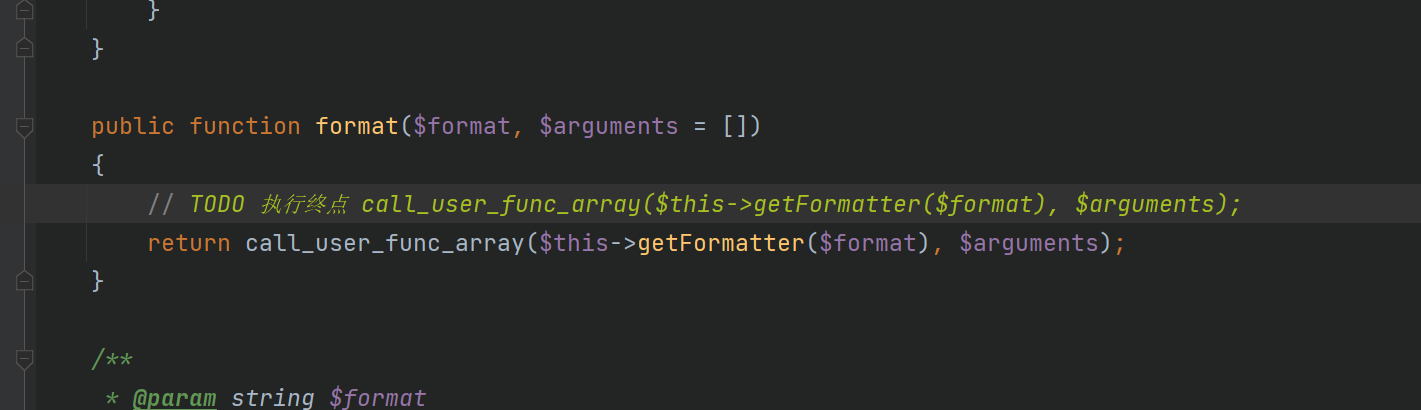 }
}
public function format($format, $arguments = [])
{
// TODO 执行终点 call_user_func_array($this->getFormatter($format), $arguments);
return call_user_func_array($this->getFormatter($format), $arguments);
}
/**
* @param string $format